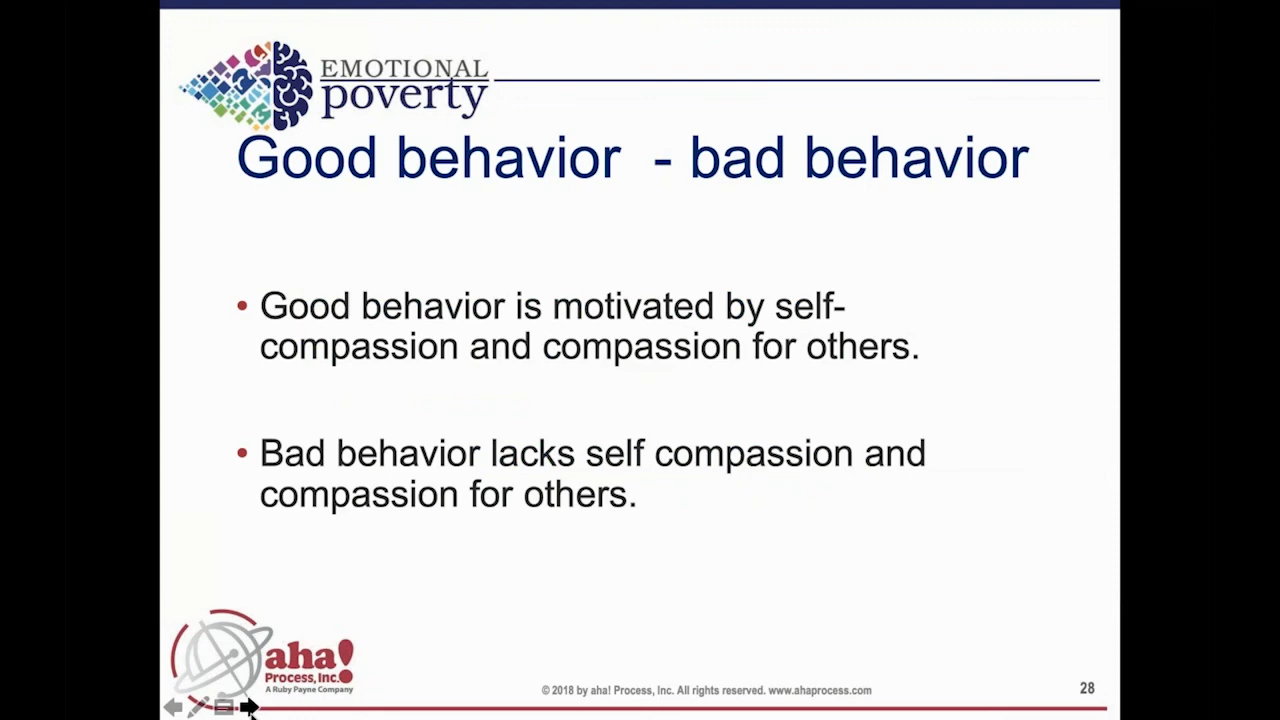 EMOTIONAL
poverty
Good behavior - bad behavior
• Good behavior is motivated by self-
compassion and compassion for others.
• Bad behavior lacks self compassion and
compassion for others.
aha!
Process, Inc.
A Ruby Payne Company
© 2018 by aha! Process, Inc. All rights reserved. www.ahaprocess.com
28